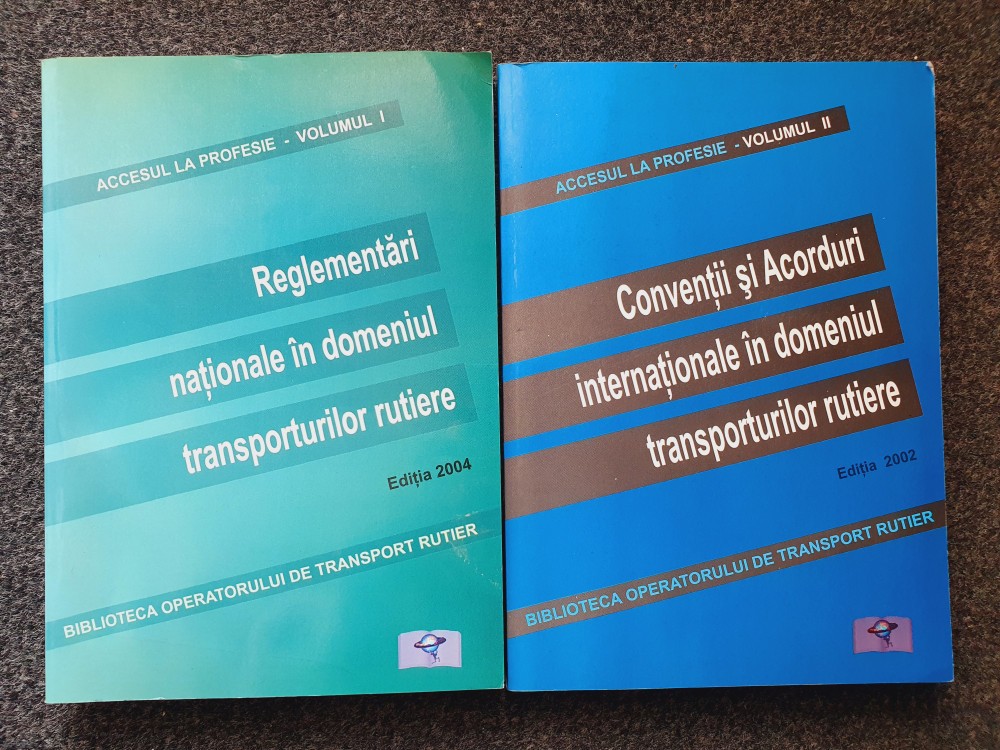 ACCESUL LA PROFESIE - VOLUMUL I
Reglementări
naționale în domeniul
transporturilor rutiere
Ediția 2004
BIBLIOTECA OPERATORULUI DE TRANSPORT RUTIER
ACCESUL LA PROFESIE - VOLUMUL II
Convenții şi Acorduri
internaționale în domeniul
transporturilor rutiere
Ediția 2002
BIBLIOTECA OPERATORULUI DE TRANSPORT RUTIER